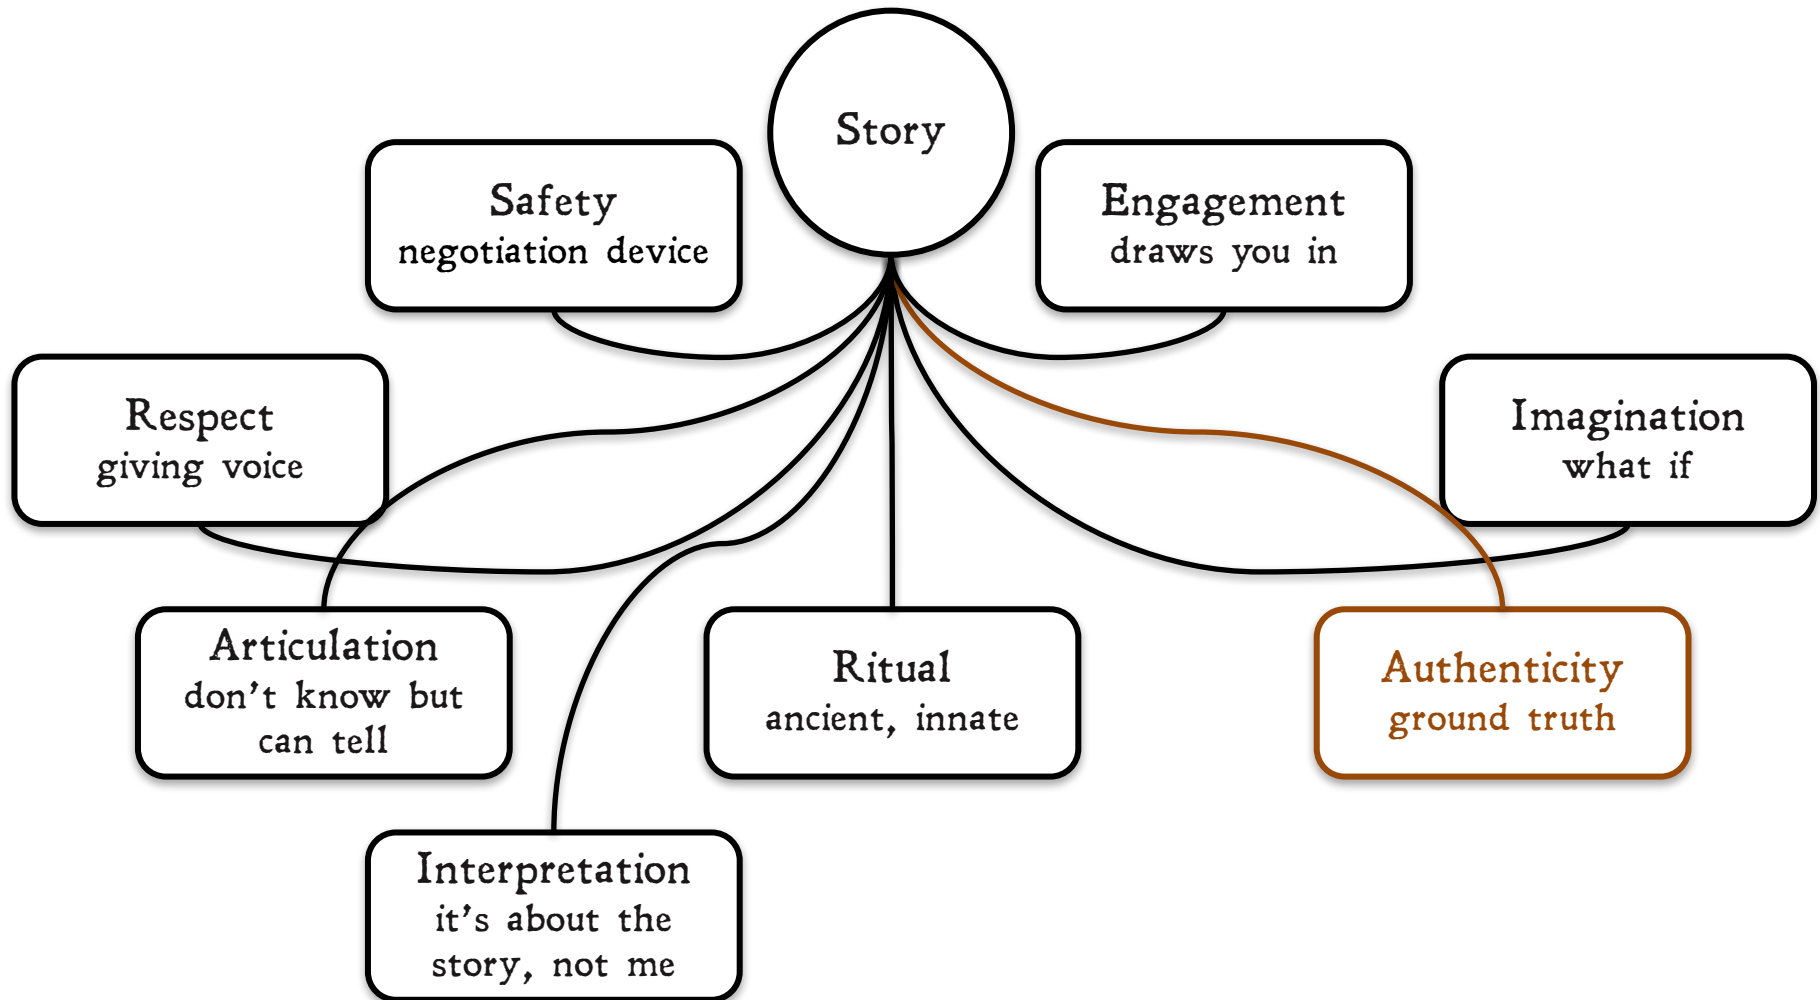 Story
Safety
negotiation device
Engagement
draws you in
Respect
giving voice
Imagination
what if
Articulation
don't know but
can tell
Ritual
ancient, innate
Authenticity
ground truth
Interpretation
it's about the
story, not me